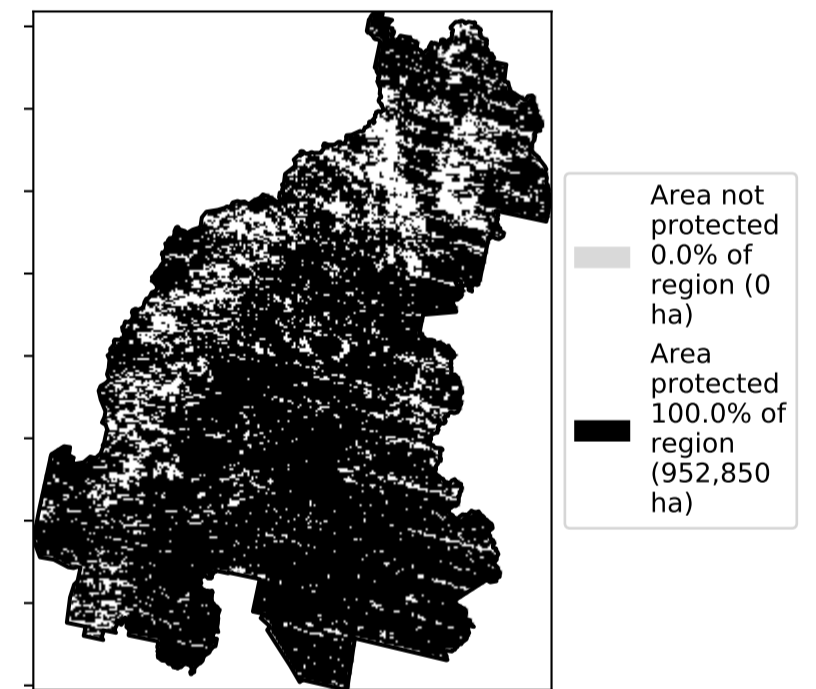 Area not
protected
0.0% of
region (0
ha)
Area
protected
100.0% of
region
(952,850
ha)